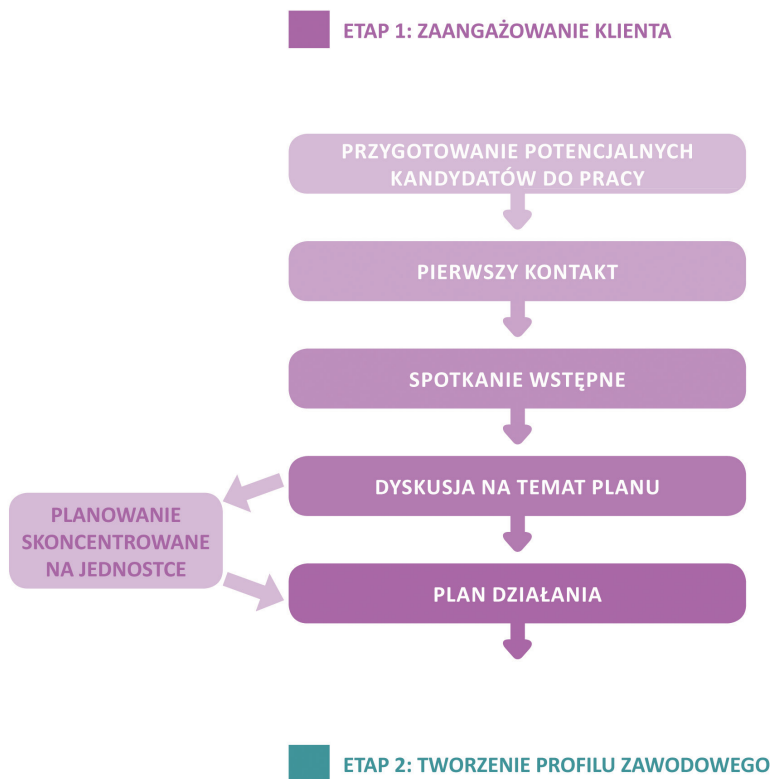 ETAP 1: ZAANGAŻOWANIE KLIENTA
PRZYGOTOWANIE POTENCJALNYCH
KANDYDATÓW DO PRACY
PIERWSZY KONTAKT
SPOTKANIE WSTĘPNE
DYSKUSJA NA TEMAT PLANU
PLANOWANIE
SKONCENTROWANE
NA JEDNOSTCE
PLAN DZIAŁANIA
ETAP 2: TWORZENIE PROFILU ZAWODOWEGO